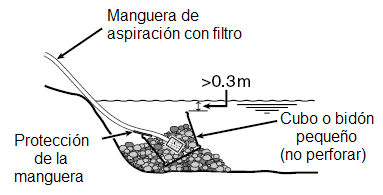 Manguera de
aspiración con filtro
>0.3m
Cubo o bidón
pequeño
(no perforar)
Protección
de la
manguera